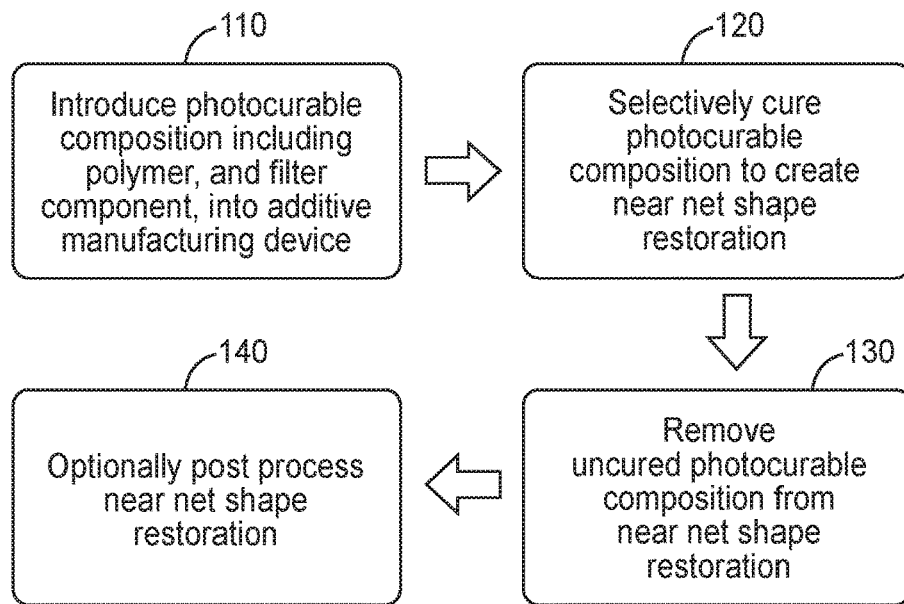 110
Introduce photocurable
composition including
polymer, and filter
component, into additive
manufacturing device
120
Selectively cure
photocurable
composition to create
near net shape
restoration
130
Remove
uncured photocurable
composition from
near net shape
restoration
140
Optionally post process
near net shape
restoration